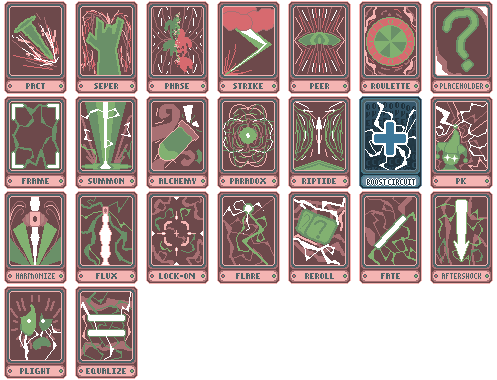 PACT
SEVER
PHASE
STRIKE
PEER
ROULETTE
PLACEHOLDER
FRAME
SUMMON
ALCHEMY
PARADOX
RIPTIDE
BOOSTCIRCUIT
PK
HARMONIZE
FLUX
LOCK-ON
FLARE
REROLL
FATE
AFTERSHOCK
PLIGHT
EQUALIZE